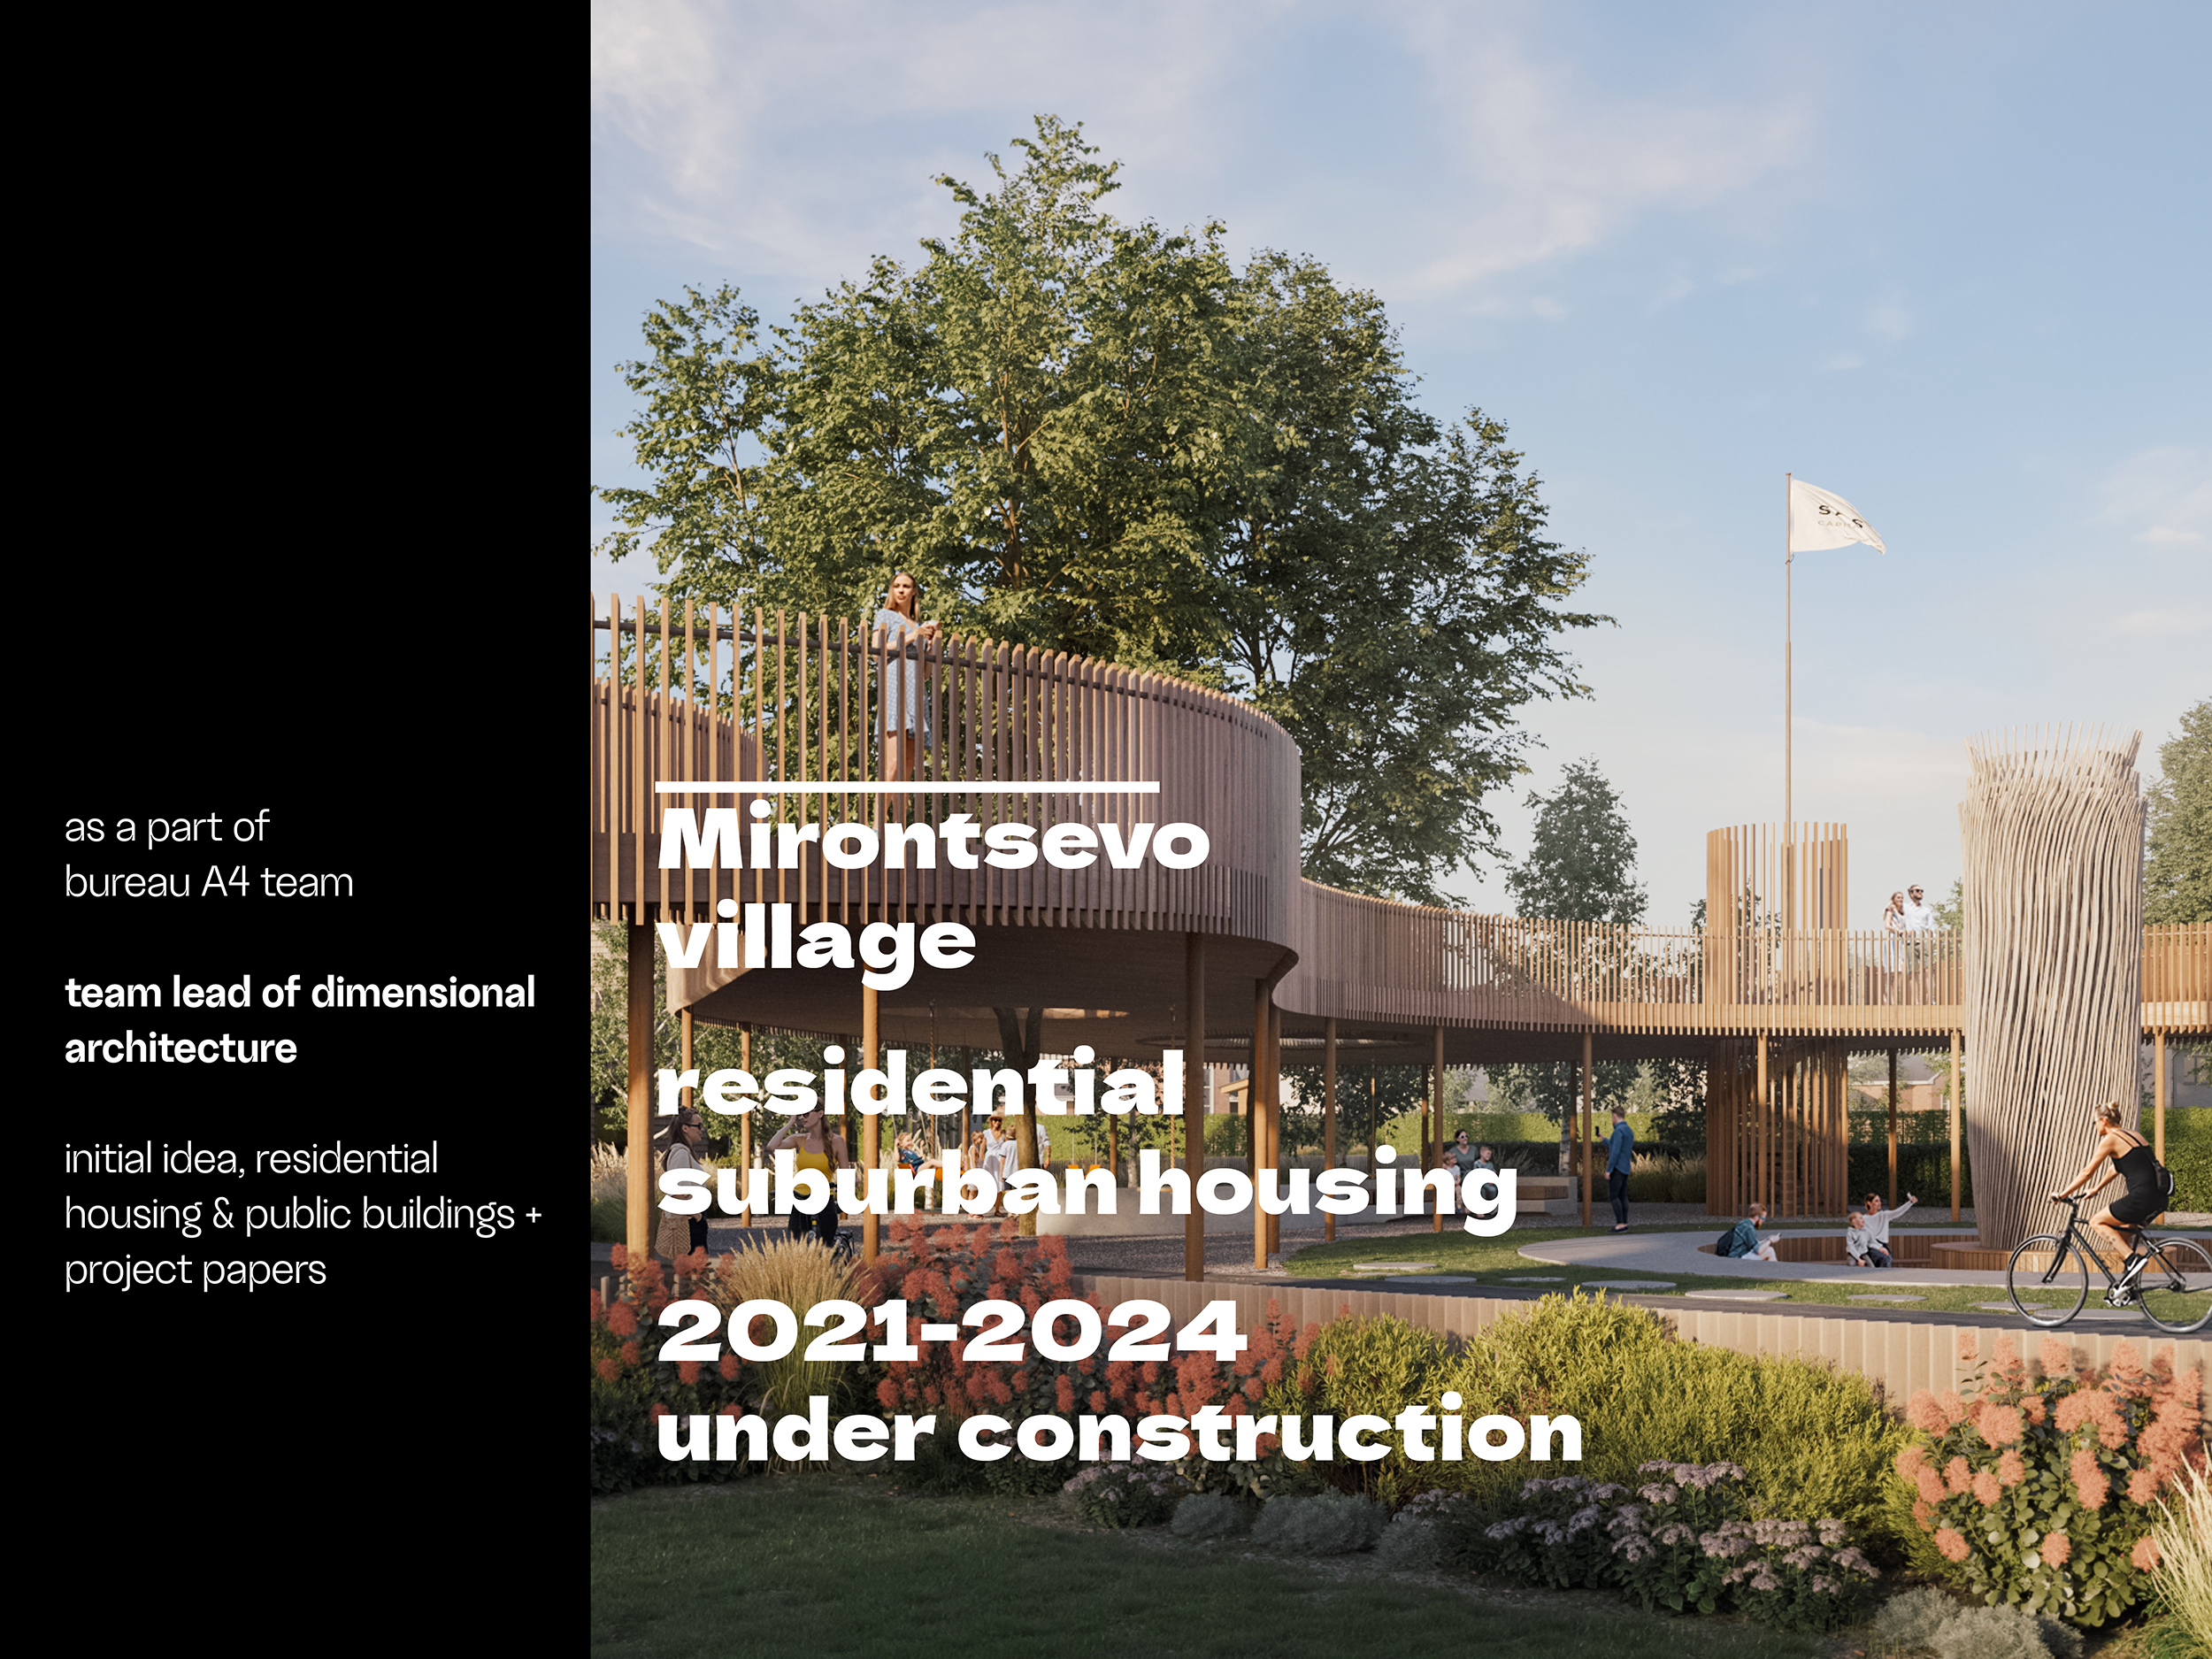 as a part of
bureau A4 team
team lead of dimensional
architecture
initial idea, residential
housing & public buildings +
project papers
Mirontsevo
village
residential
suburban housing
2021-2024
under construction